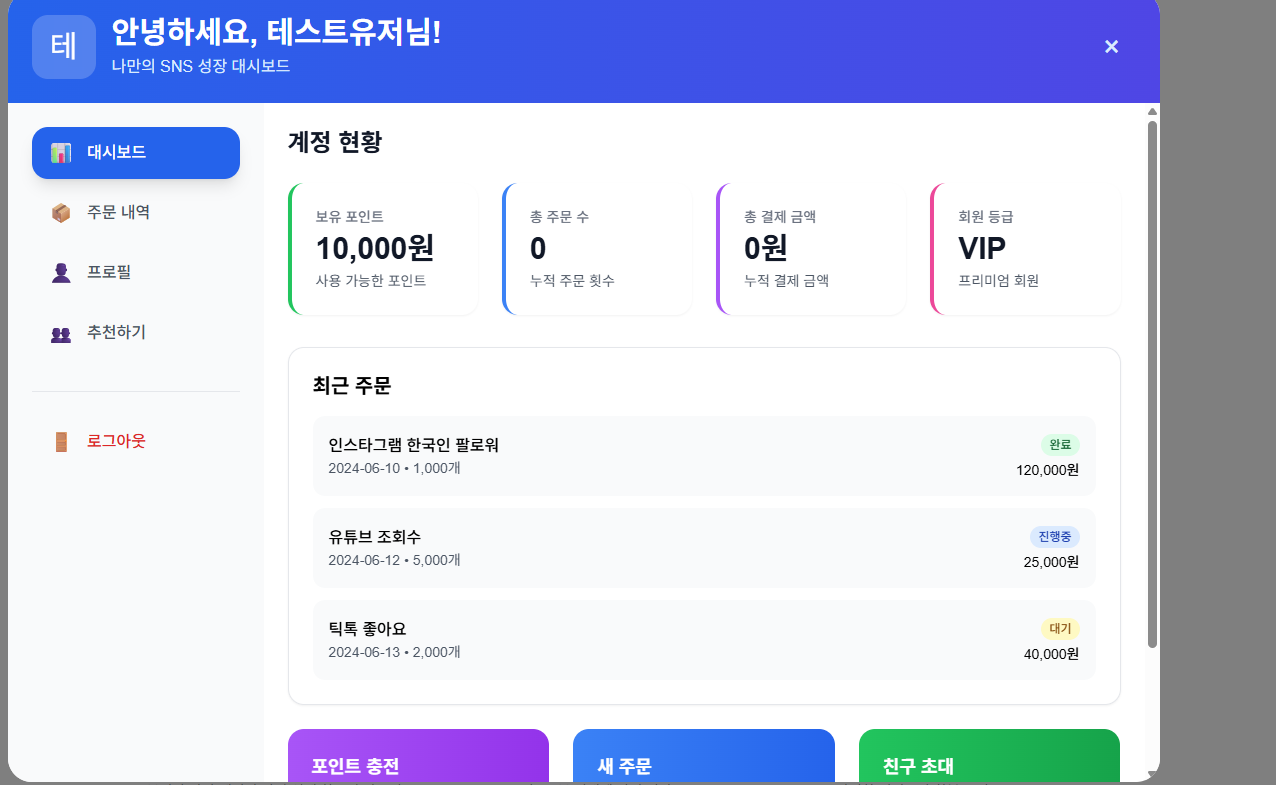 테
안녕하세요, 테스트유저님!
나만의 SNS 성장 대시보드
×
대시보드
주문 내역
프로필
추천하기
로그아웃
계정 현황
보유 포인트
10,000원
사용 가능한 포인트
총 주문 수
0
누적 주문 횟수
총 결제 금액
0원
누적 결제 금액
회원 등급
VIP
프리미엄 회원
최근 주문
인스타그램 한국인 팔로워
2024-06-10 • 1,000개
완료
120,000원
유튜브 조회수
2024-06-12 • 5,000개
진행중
25,000원
틱톡 좋아요
2024-06-13 • 2,000개
대기
40,000원
포인트 충전
새 주문
친구 초대